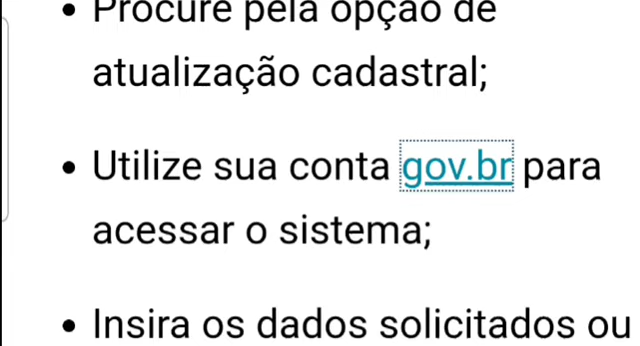 • Procure pela opção de
atualização cadastral;
• Utilize sua conta gov.br para
acessar o sistema;
• Insira os dados solicitados ou